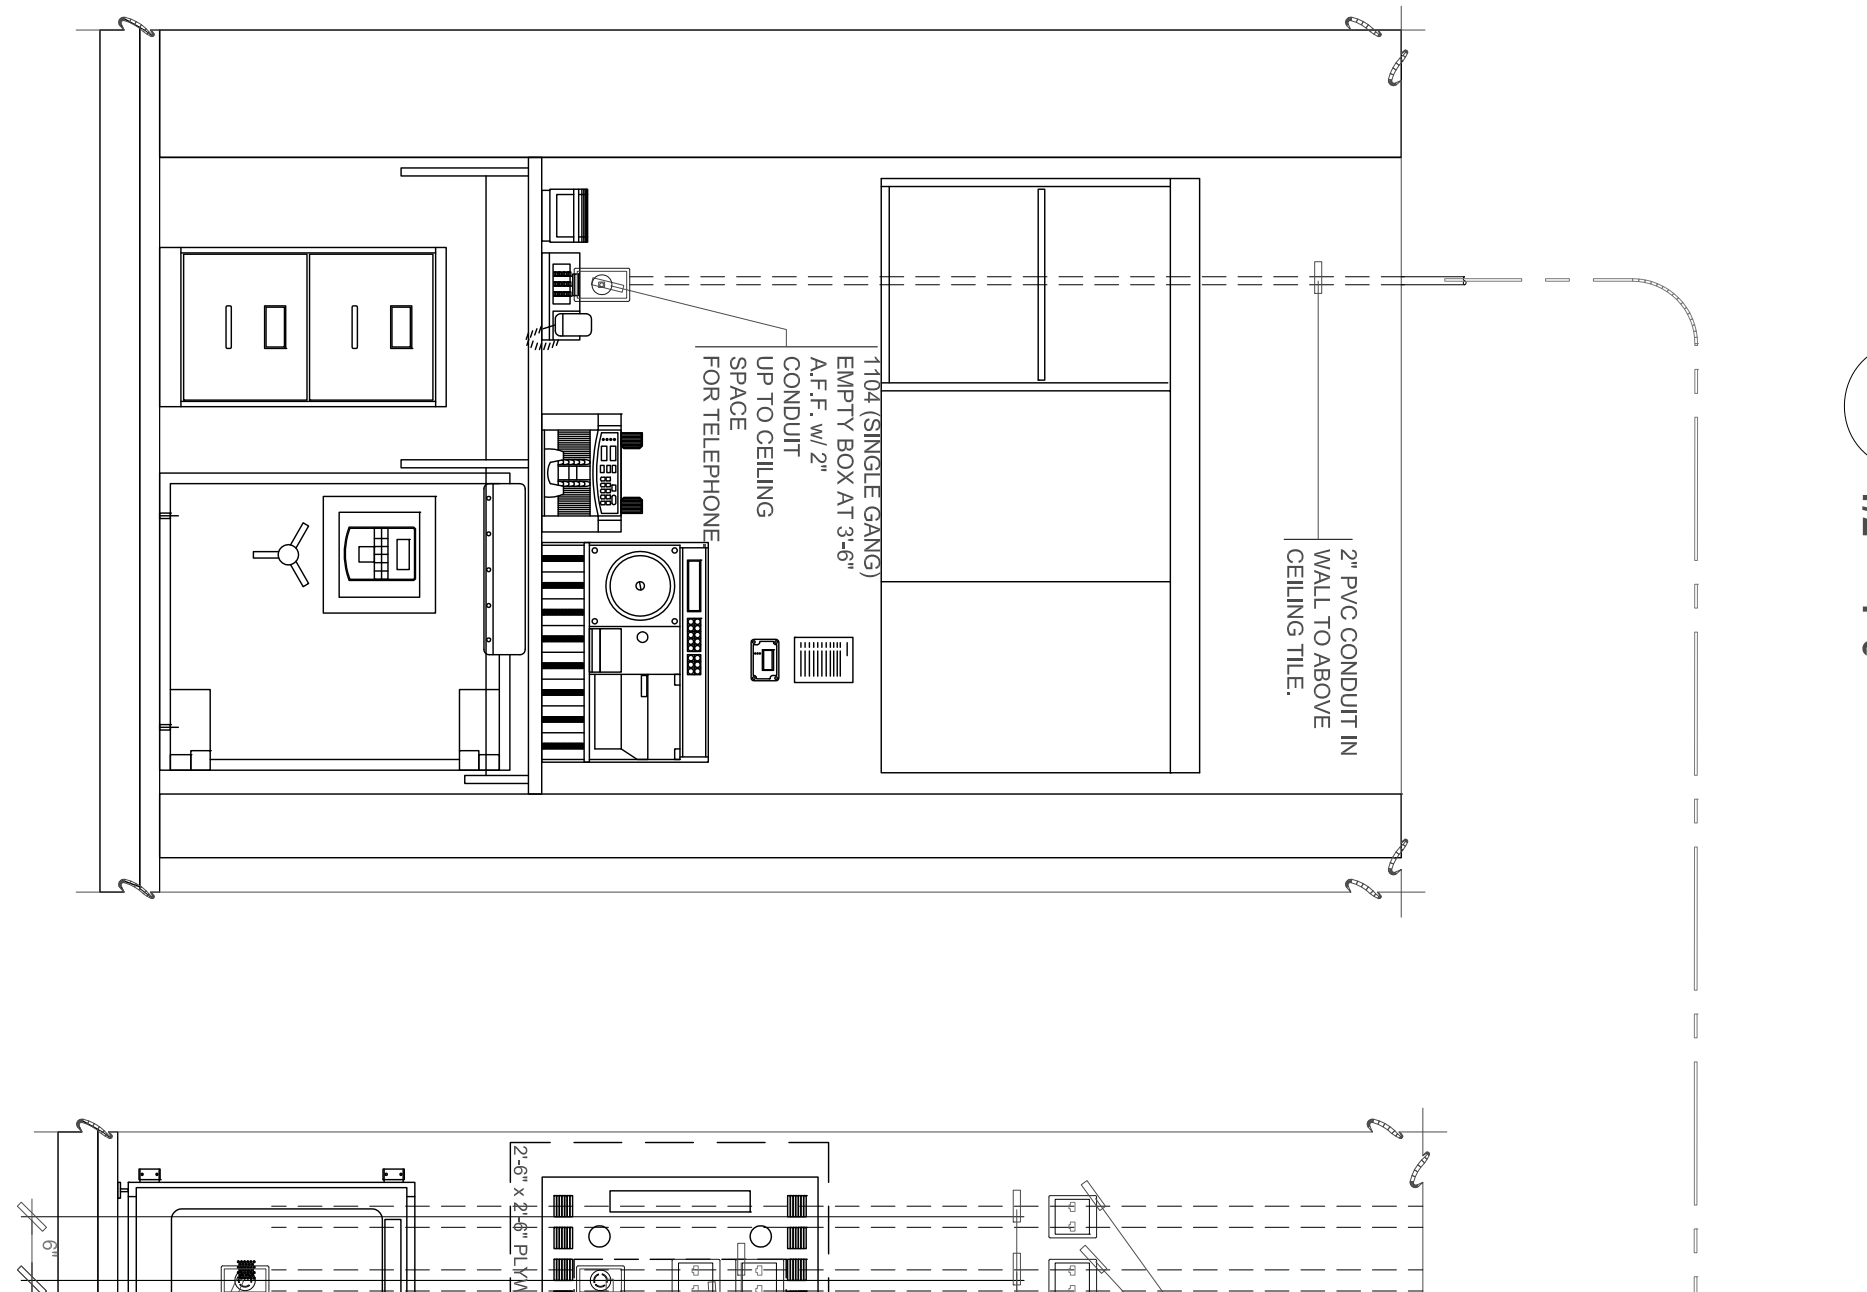 1104 (SINGLE GANG)
EMPTY BOX AT 3'-6"
A.F.F. w/ 2"
CONDUIT
UP TO CEILING
SPACE
FOR TELEPHONE
2" PVC CONDUIT IN
WALL TO ABOVE
CEILING TILE.
2'-6" x 2'-6" PLYW
6"